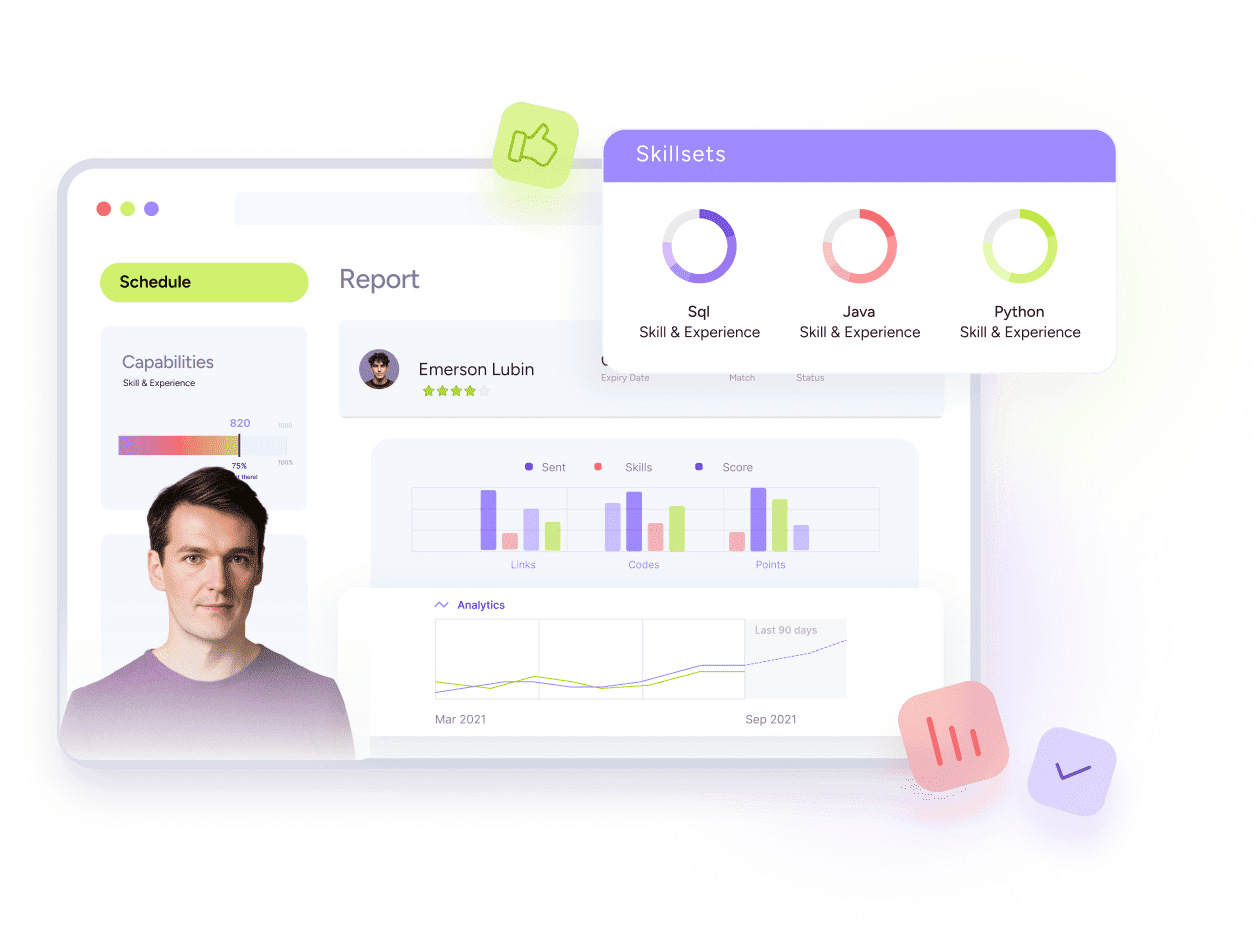 Skillsets
Sql
Skill & Experience
Java
Skill & Experience
Python
Skill & Experience
Schedule
Report
Capabilities
Skill & Experience
820
1000
75%
100%
there!
Emerson Lubin
Expiry Date
Match
Status
Sent
Skills
Score
Links
Codes
Points
Analytics
Last 90 days
Mar 2021
Sep 2021